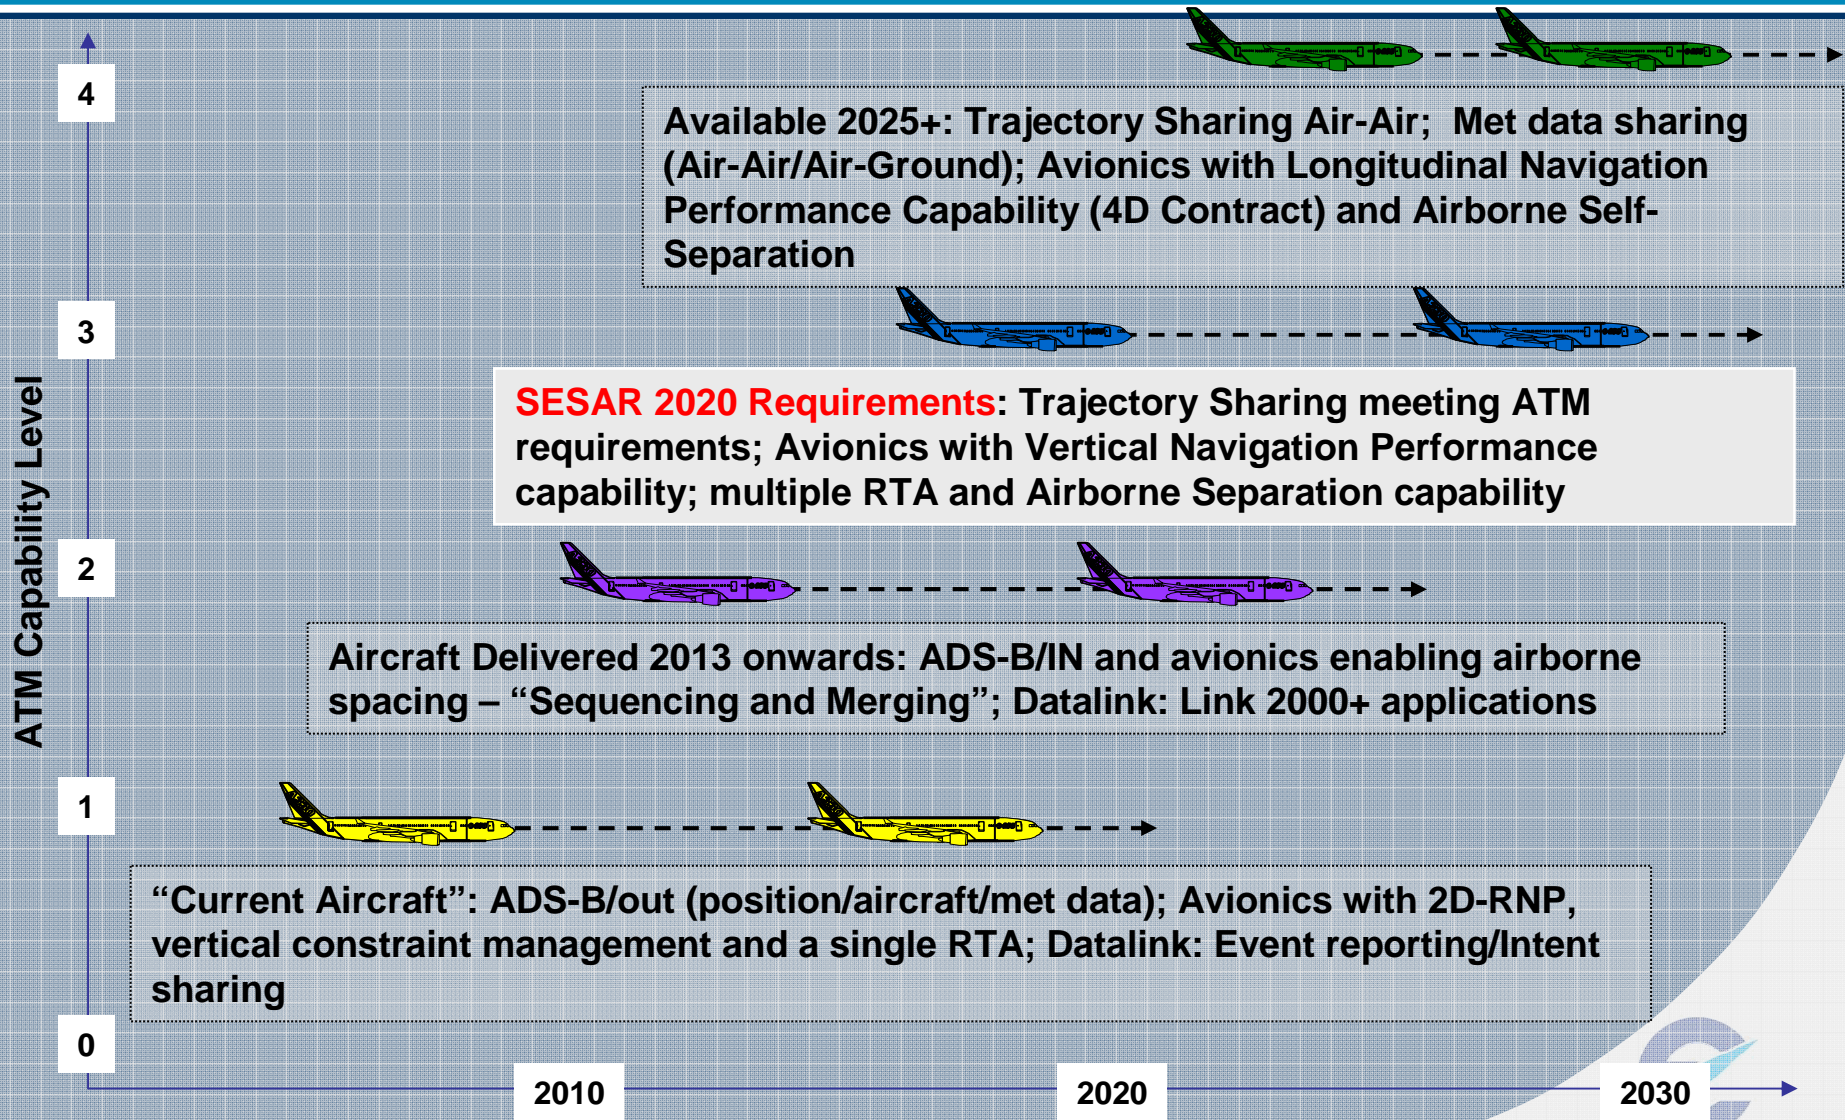 4
Available 2025+: Trajectory Sharing Air-Air; Met data sharing
(Air-Air/Air-Ground); Avionics with Longitudinal Navigation
Performance Capability (4D Contract) and Airborne Self-
Separation
3
SESAR 2020 Requirements: Trajectory Sharing meeting ATM
requirements; Avionics with Vertical Navigation Performance
capability; multiple RTA and Airborne Separation capability
ATM Capability Level
2
Aircraft Delivered 2013 onwards: ADS-B/IN and avionics enabling airborne
spacing – “Sequencing and Merging”; Datalink: Link 2000+ applications
1
“Current Aircraft”: ADS-B/out (position/aircraft/met data); Avionics with 2D-RNP,
vertical constraint management and a single RTA; Datalink: Event reporting/Intent
sharing
0
2010
2020
2030